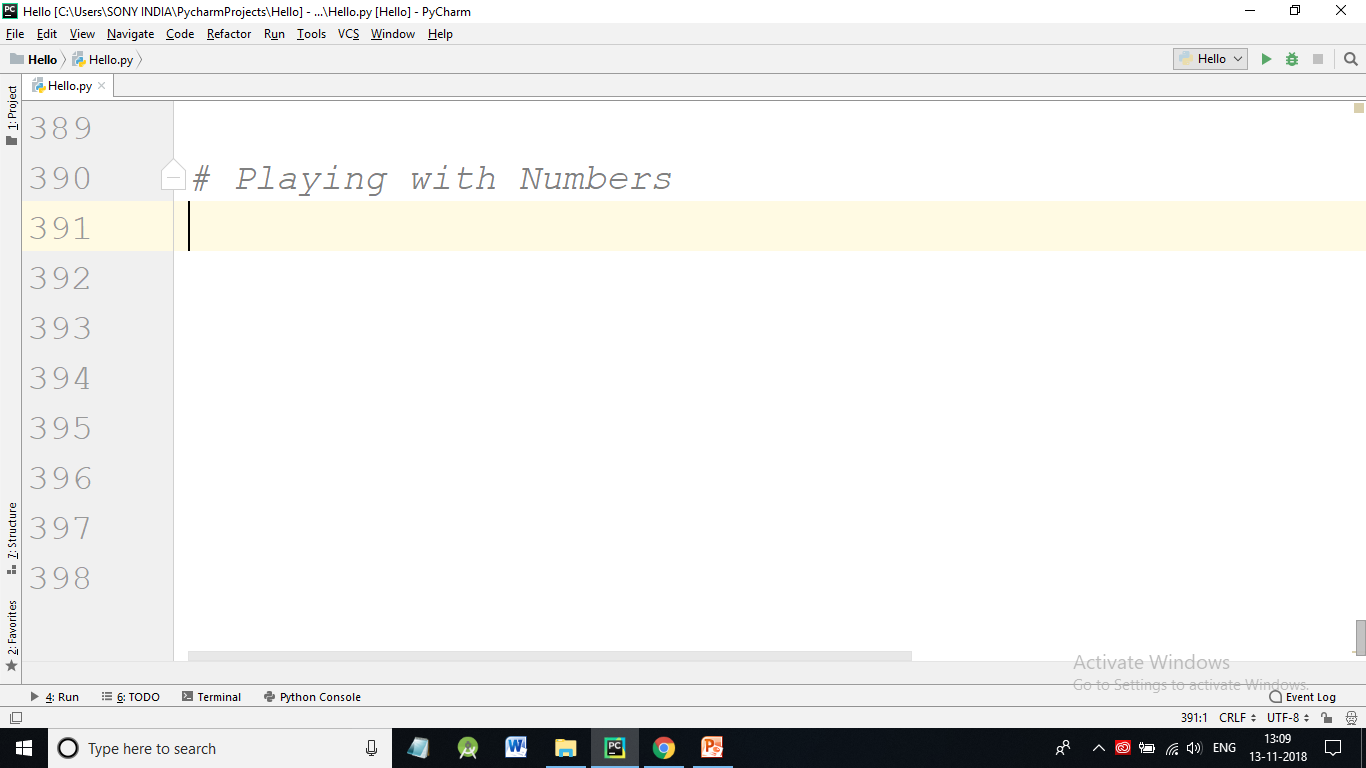 Hello [C:\Users\SONY INDIA\PycharmProjects\Hello] - ...\Hello.py [Hello] - PyCharm
File Edit View Navigate Code Refactor Run Tools VCS Window Help
Hello Hello.py Hello
1: Project
Hello.py
389
390 # Playing with Numbers
391
392
393
394
395
396
397
398
7: Structure
2: Favorites
Activate Windows
Go to Settings to activate Windows.
4: Run 6: TODO Terminal Python Console Event Log
391:1 CRLF UTF-8
Type here to search
ENG
13:09
13-11-2018